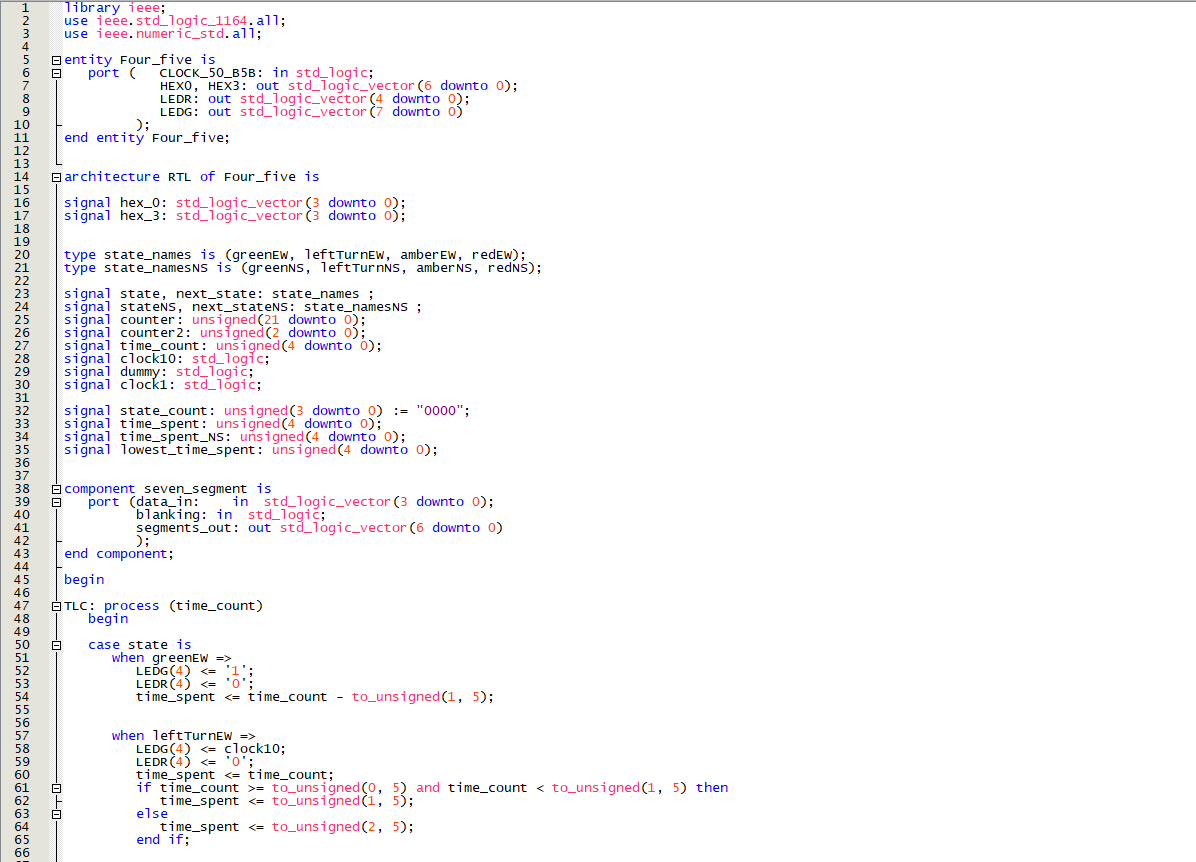 1 library ieee;
2 use ieee.std_logic_1164.all;
3 use ieee.numeric_std.all;
4
5 entity Four_five is
6 port ( CLOCK_50_B5B: in std_logic;
7 HEX0, HEX3: out std_logic_vector(6 downto 0);
8 LEDR: out std_logic_vector(4 downto 0);
9 LEDG: out std_logic_vector(7 downto 0)
10 );
11 end entity Four_five;
12
13
14 architecture RTL of Four_five is
15
16 signal hex_0: std_logic_vector(3 downto 0);
17 signal hex_3: std_logic_vector(3 downto 0);
18
19
20 type state_names is (greenEW, leftTurnEW, amberEW, redEW);
21 type state_namesNS is (greenNS, leftTurnNS, amberNS, redNS);
22
23 signal state, next_state: state_names ;
24 signal stateNS, next_stateNS: state_namesNS ;
25 signal counter: unsigned(21 downto 0);
26 signal counter2: unsigned(2 downto 0);
27 signal time_count: unsigned(4 downto 0);
28 signal clock10: std_logic;
29 signal dummy: std_logic;
30 signal clock1: std_logic;
31
32 signal state_count: unsigned(3 downto 0) := "0000";
33 signal time_spent: unsigned(4 downto 0);
34 signal time_spent_NS: unsigned(4 downto 0);
35 signal lowest_time_spent: unsigned(4 downto 0);
36
37
38 component seven_segment is
39 port (data_in: in std_logic_vector(3 downto 0);
40 blanking: in std_logic;
41 segments_out: out std_logic_vector(6 downto 0)
42 );
43 end component;
44
45 begin
46
47 TLC: process (time_count)
48 begin
49
50 case state is
51 when greenEW =>
52 LEDG(4) <= '1';
53 LEDR(4) <= '0';
54 time_spent <= time_count - to_unsigned(1, 5);
55
56
57 when leftTurnEW =>
58 LEDG(4) <= clock10;
59 LEDR(4) <= '0';
60 time_spent <= time_count;
61 if time_count >= to_unsigned(0, 5) and time_count < to_unsigned(1, 5) then
62 time_spent <= to_unsigned(1, 5);
63 else
64 time_spent <= to_unsigned(2, 5);
65 end if;
66